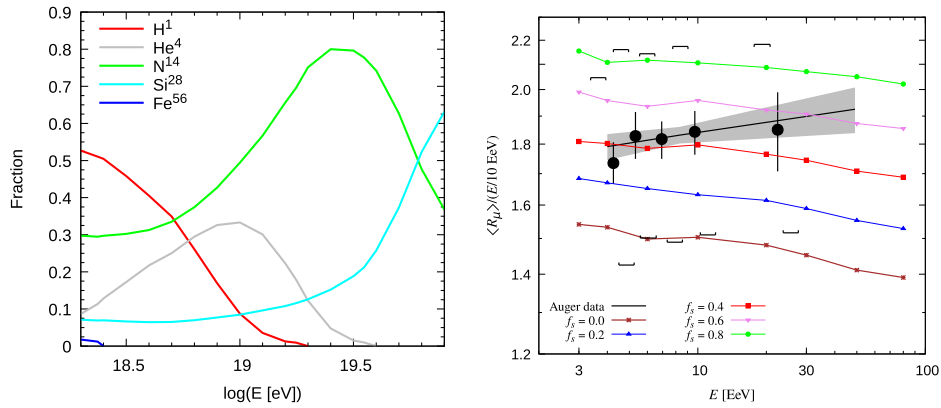 0.9
0.8
0.7
0.6
0.5
0.4
0.3
0.2
0.1
0
Fraction
H¹
He⁴
N¹⁴
Si²⁸
Fe⁵⁶
18.5 19 19.5
log(E [eV])
2.2
2.0
1.8
1.6
1.4
1.2
⟨Rμ⟩/(E/10 EeV)
Auger data
fₛ = 0.0
fₛ = 0.2
fₛ = 0.4
fₛ = 0.6
fₛ = 0.8
3 10 30 100
E [EeV]